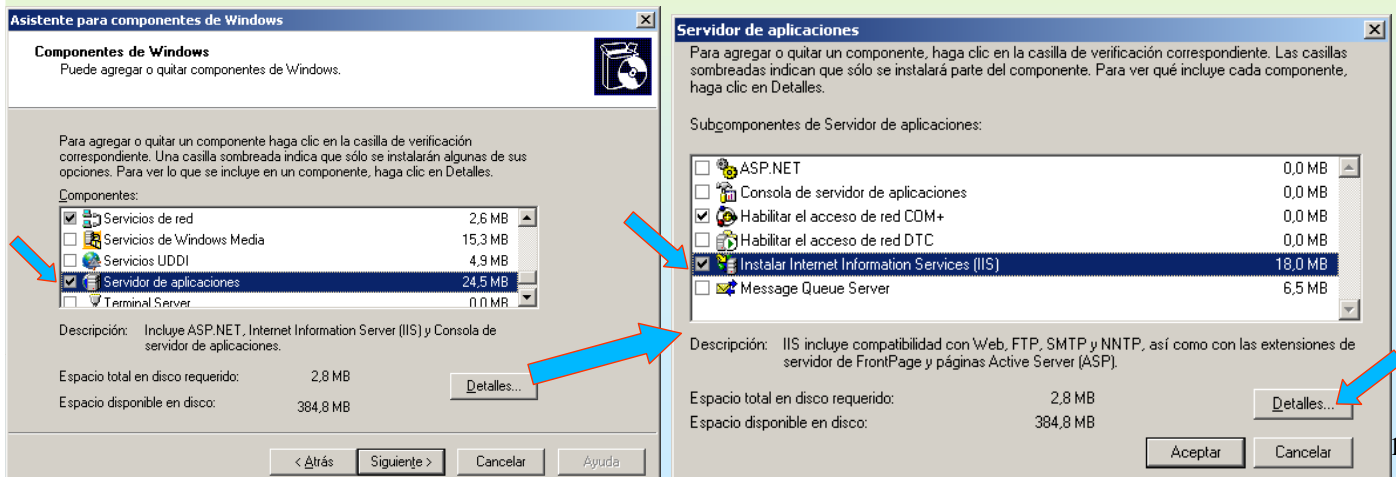 Asistente para componentes de Windows
Componentes de Windows
Puede agregar o quitar componentes de Windows.
Para agregar o quitar un componente haga clic en la casilla de verificación
correspondiente. Una casilla sombreada indica que sólo se instalarán algunas de sus
opciones. Para ver lo que se incluye en un componente, haga clic en Detalles.
Componentes:
Servicios de red 2,6 MB
Servicios de Windows Media 15,3 MB
Servicios UDDI 4,9 MB
Servidor de aplicaciones 24,5 MB
Terminal Server 0,0 MB
Descripción: Incluye ASP.NET, Internet Information Server (IIS) y Consola de
servidor de aplicaciones.
Espacio total en disco requerido: 2,8 MB
Espacio disponible en disco: 384,8 MB
Detalles...
< Atrás Siguiente > Cancelar Ayuda
Servidor de aplicaciones
Para agregar o quitar un componente, haga clic en la casilla de verificación correspondiente. Las casillas
sombreadas indican que sólo se instalará parte del componente. Para ver qué incluye cada componente,
haga clic en Detalles.
Subcomponentes de Servidor de aplicaciones:
ASP.NET 0,0 MB
Consola de servidor de aplicaciones 0,0 MB
Habilitar el acceso de red COM+ 0,0 MB
Habilitar el acceso de red DTC 0,0 MB
Instalar Internet Information Services (IIS) 18,0 MB
Message Queue Server 6,5 MB
Descripción: IIS incluye compatibilidad con Web, FTP, SMTP y NNTP, así como con las extensiones de
servidor de FrontPage y páginas Active Server (ASP).
Espacio total en disco requerido: 2,8 MB
Espacio disponible en disco: 384,8 MB
Detalles...
Aceptar Cancelar
1